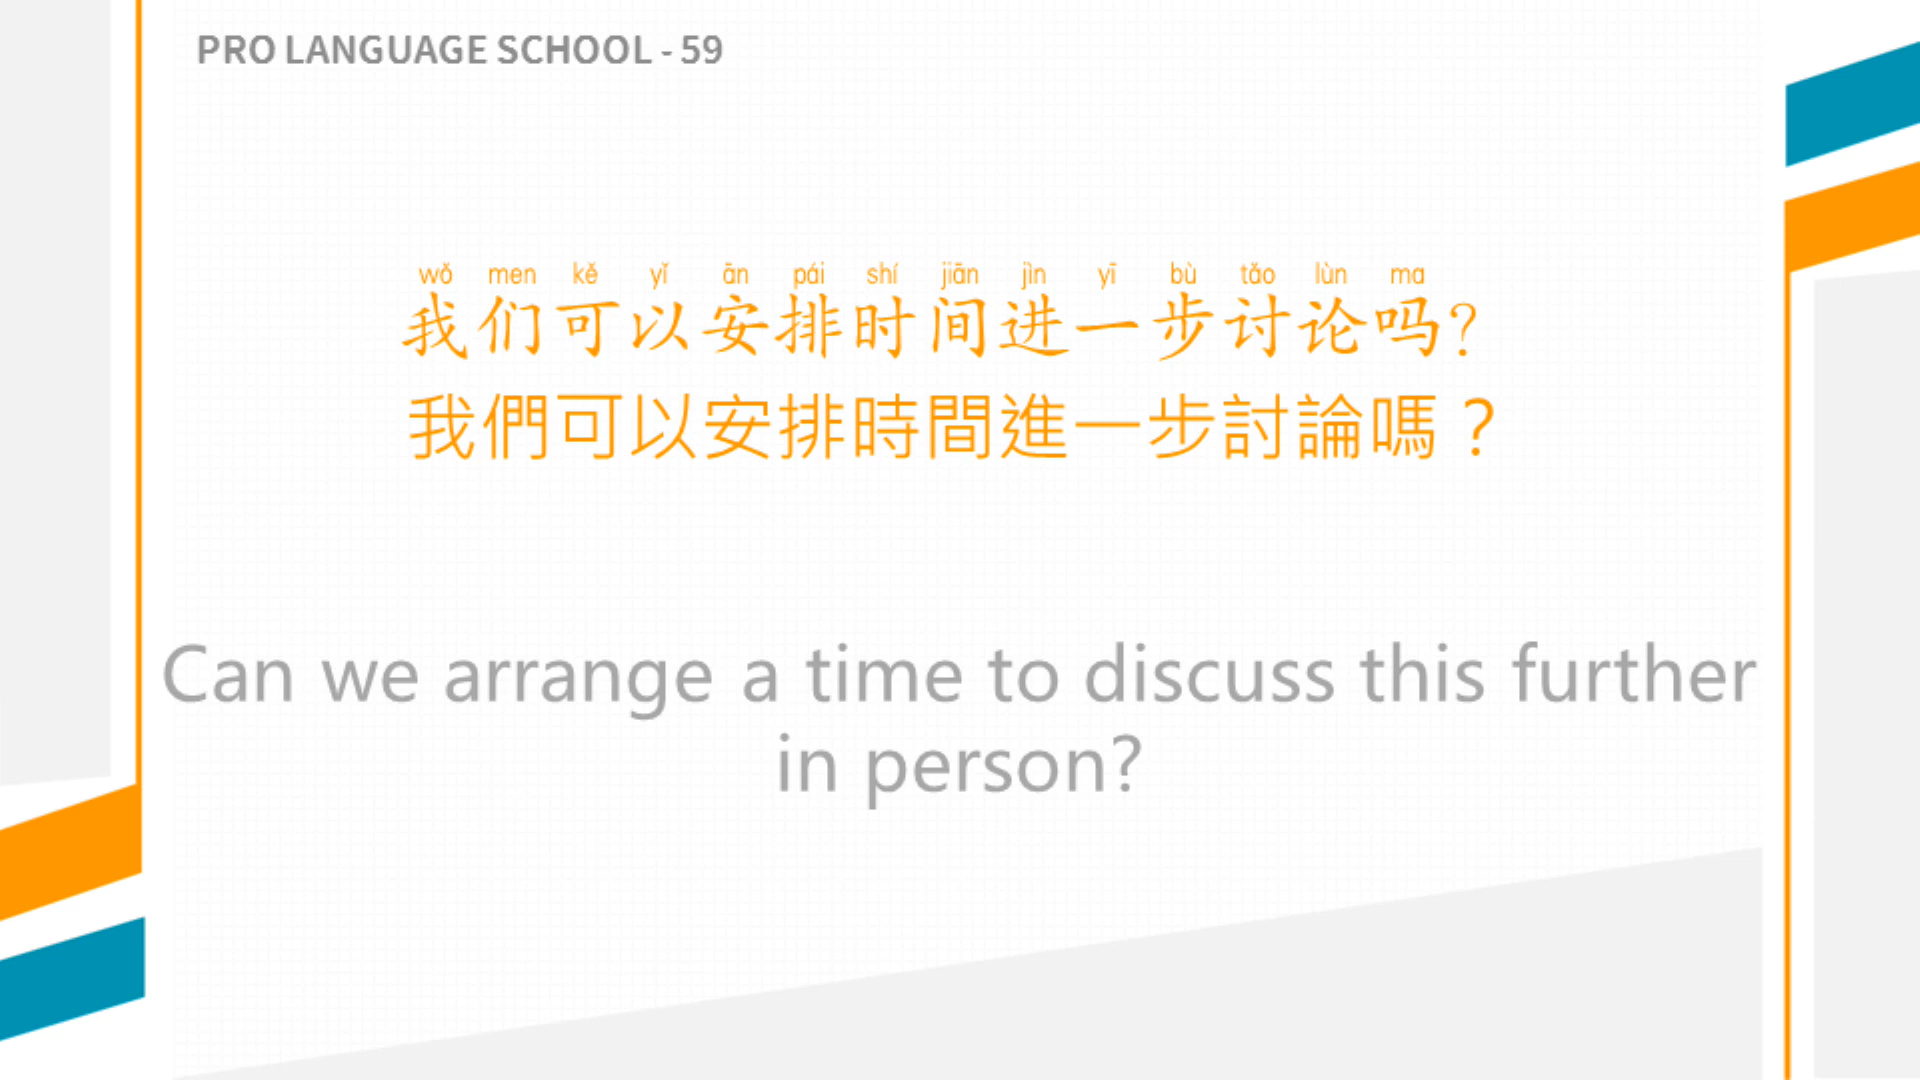 PRO LANGUAGE SCHOOL - 59
wǒ men kě yǐ ān pái shí jiān jìn yī bù tǎo lùn ma
我们可以安排时间进一步讨论吗?
我們可以安排時間進一步討論嗎？
Can we arrange a time to discuss this further
in person?